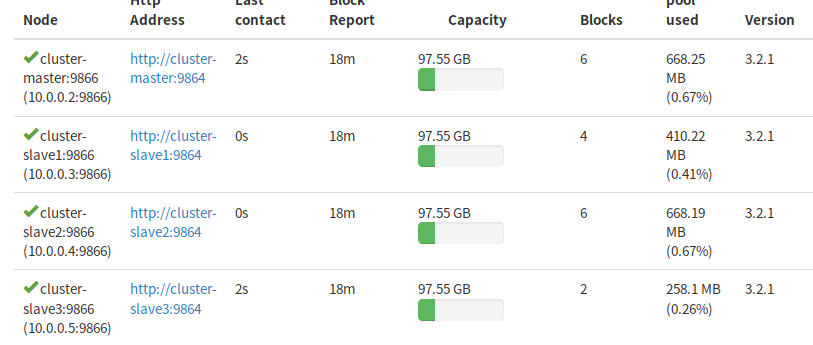 Http Last Block pool
Node Address contact Report Capacity Blocks used Version
cluster- http://cluster- 2s 18m 97.55 GB 6 668.25 3.2.1
master:9866 master:9864 MB
(10.0.0.2:9866) (0.67%)
cluster- http://cluster- 0s 18m 97.55 GB 4 410.22 3.2.1
slave1:9866 slave1:9864 MB
(10.0.0.3:9866) (0.41%)
cluster- http://cluster- 0s 18m 97.55 GB 6 668.19 3.2.1
slave2:9866 slave2:9864 MB
(10.0.0.4:9866) (0.67%)
cluster- http://cluster- 2s 18m 97.55 GB 2 258.1 MB 3.2.1
slave3:9866 slave3:9864 (0.26%)
(10.0.0.5:9866)